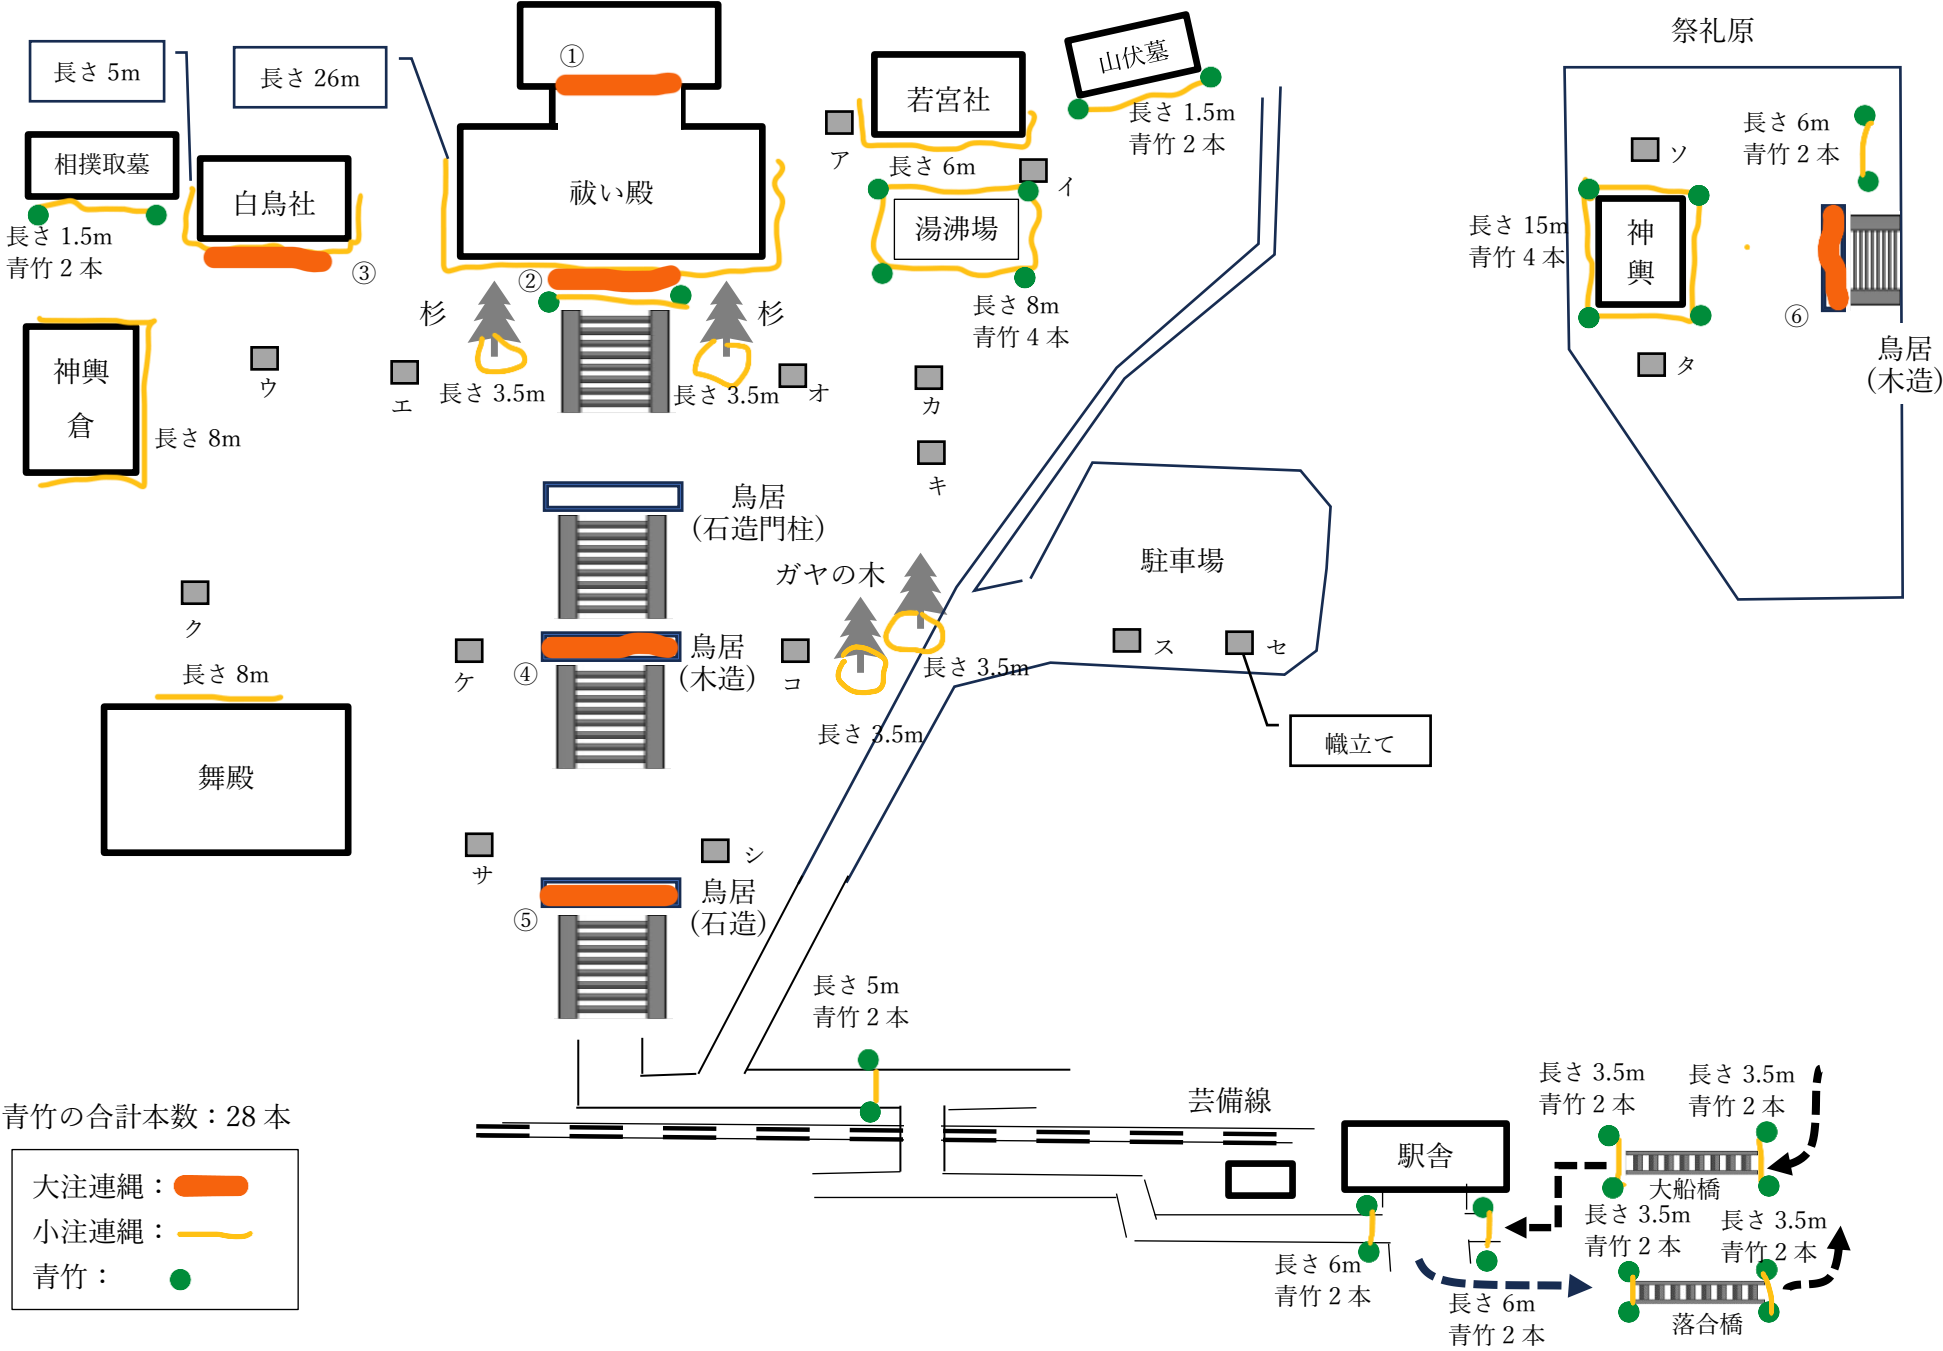 祭礼原
長さ 5m
長さ 26m
①
若宮社
山伏墓
長さ 1.5m
青竹 2 本
長さ 6m
青竹 2 本
相撲取墓
白鳥社
祓い殿
ア
長さ 6m
イ
ソ
長さ 1.5m
青竹 2 本
③
②
湯沸場
長さ 15m
青竹 4 本
神
輿
⑥
長さ 8m
青竹 4 本
杉
杉
鳥居
(木造)
タ
神輿
倉
ウ
エ
長さ 3.5m
長さ 3.5m
オ
カ
長さ 8m
キ
鳥居
(石造門柱)
ガヤの木
駐車場
ク
ケ
④
鳥居
(木造)
コ
長さ 3.5m
ス
セ
長さ 8m
長さ 3.5m
幟立て
舞殿
サ
シ
⑤
鳥居
(石造)
長さ 5m
青竹 2 本
芸備線
駅舎
長さ 3.5m
青竹 2 本
長さ 3.5m
青竹 2 本
大船橋
長さ 3.5m
青竹 2 本
長さ 3.5m
青竹 2 本
長さ 6m
青竹 2 本
長さ 6m
青竹 2 本
落合橋
青竹の合計本数：28 本
大注連縄：
小注連縄：
青竹：